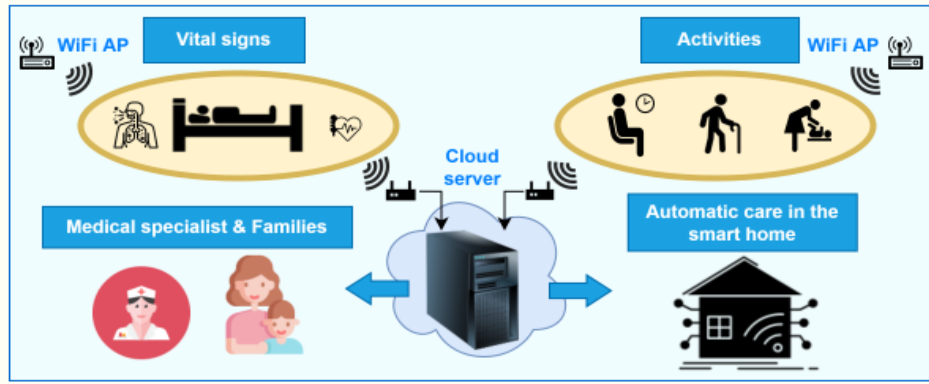 WiFi AP
Vital signs
Activities
WiFi AP
Cloud
server
Medical specialist & Families
Automatic care in the
smart home